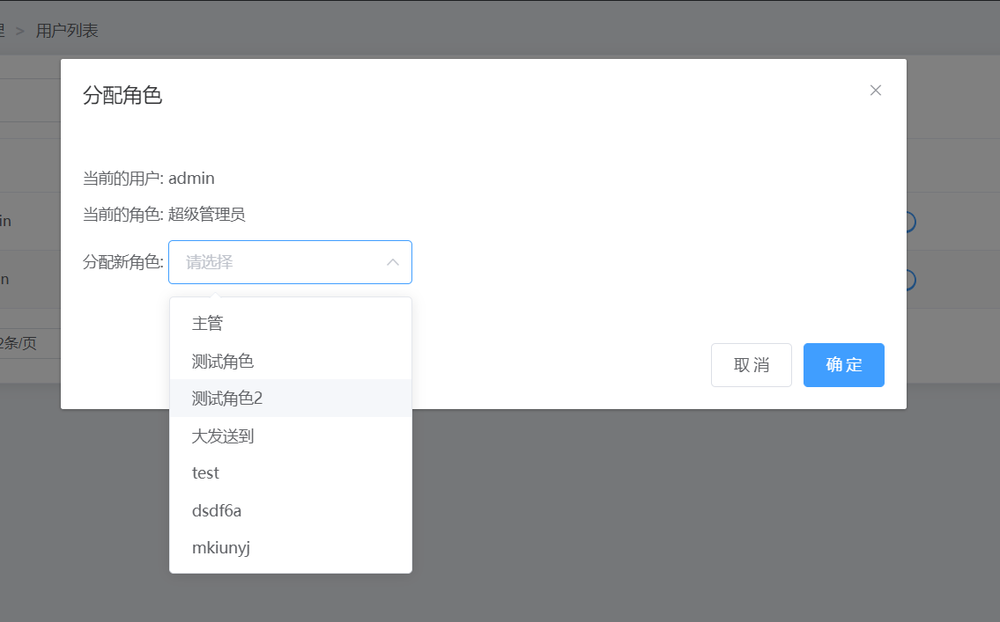 > 用户列表
分配角色
当前的用户: admin
当前的角色: 超级管理员
in
分配新角色: 请选择
n
主管
2条/页
测试角色
取消 确定
测试角色2
大发送到
test
dsdf6a
mkiunyj